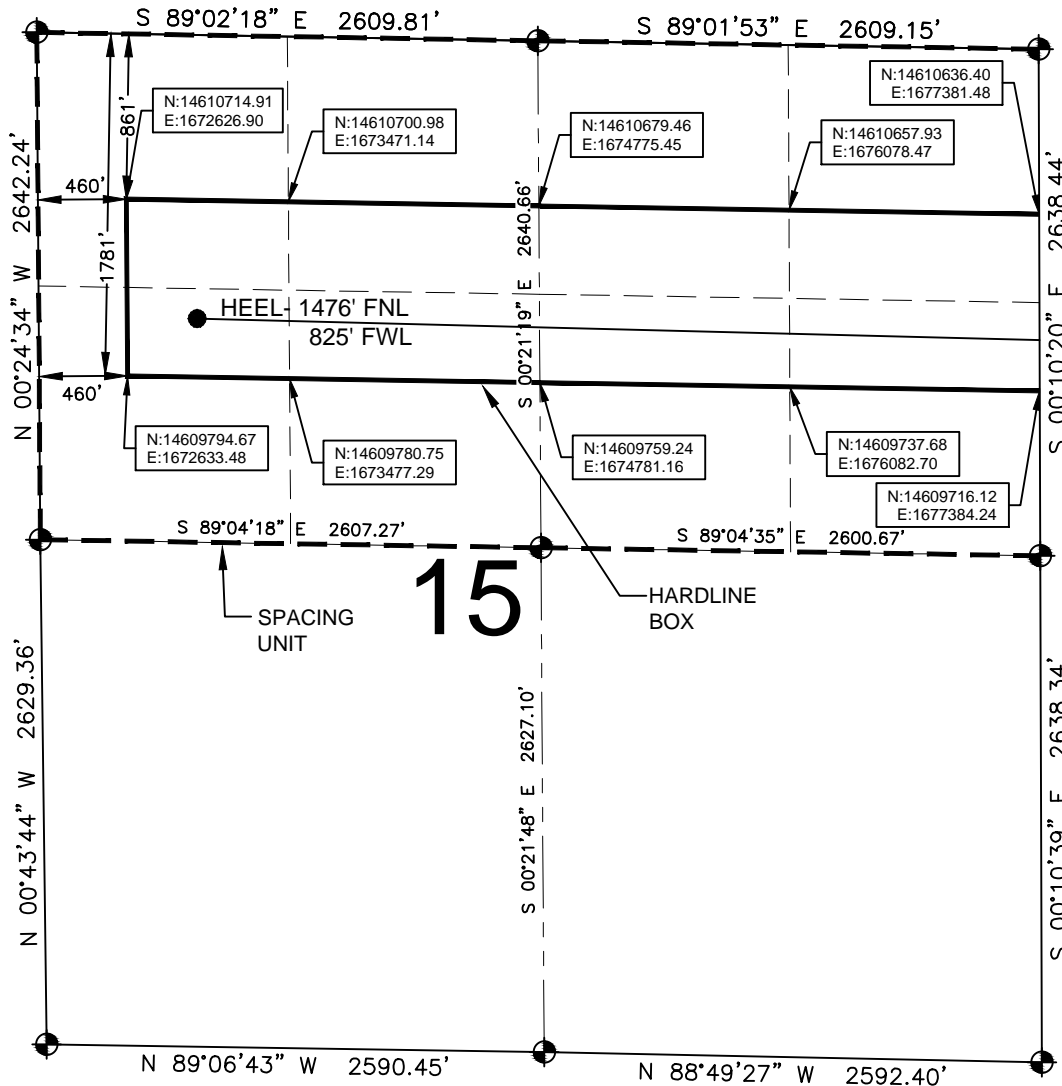 S 89°02'18" E 2609.81'
S 89°01'53" E 2609.15'
N:14610714.91
E:1672626.90
N:14610700.98
E:1673471.14
N:14610679.46
E:1674775.45
N:14610657.93
E:1676078.47
N:14610636.40
E:1677381.48
861'
460'
1781'
N 00°24'34" W 2642.24'
S 00°21'19" E 2640.66'
S 00°10'20" E 2638.44'
HEEL- 1476' FNL
825' FWL
460'
N:14609794.67
E:1672633.48
N:14609780.75
E:1673477.29
N:14609759.24
E:1674781.16
N:14609737.68
E:1676082.70
N:14609716.12
E:1677384.24
S 89°04'18" E 2607.27'
S 89°04'35" E 2600.67'
15
SPACING
UNIT
HARDLINE
BOX
N 00°43'44" W 2629.36'
S 00°21'48" E 2627.10'
S 00°10'39" E 2638.34'
N 89°06'43" W 2590.45'
N 88°49'27" W 2592.40'